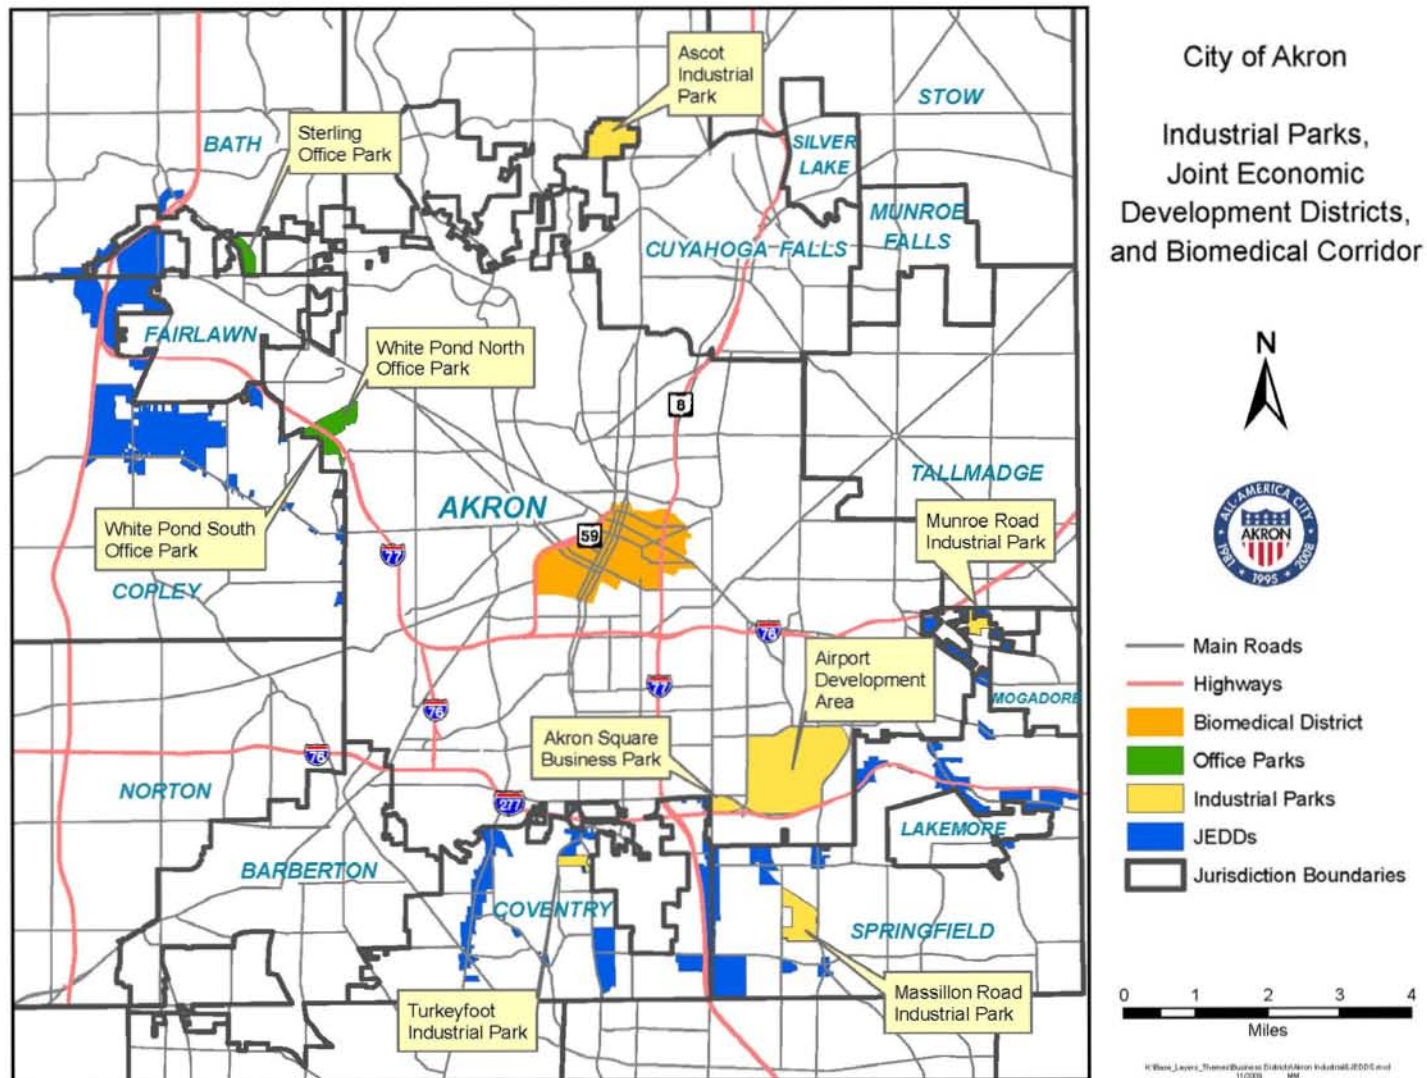 City of Akron
Industrial Parks,
Joint Economic
Development Districts,
and Biomedical Corridor
N
ALL-AMERICA CITY
AKRON
1981 * 1995 * 2008
Main Roads
Highways
Biomedical District
Office Parks
Industrial Parks
JEDDs
Jurisdiction Boundaries
0 1 2 3 4
Miles
Ascot
Industrial
Park
STOW
BATH
Sterling
Office Park
SILVER
LAKE
MUNROE
FALLS
CUYAHOGA FALLS
FAIRLAWN
White Pond North
Office Park
8
TALLMADGE
AKRON
Munroe Road
Industrial Park
59
White Pond South
Office Park
77
COPLEY
76
Airport
Development
Area
77
MOGADORE
76
Akron Square
Business Park
76
NORTON
277
LAKEMORE
BARBERTON
COVENTRY
SPRINGFIELD
Turkeyfoot
Industrial Park
Massillon Road
Industrial Park